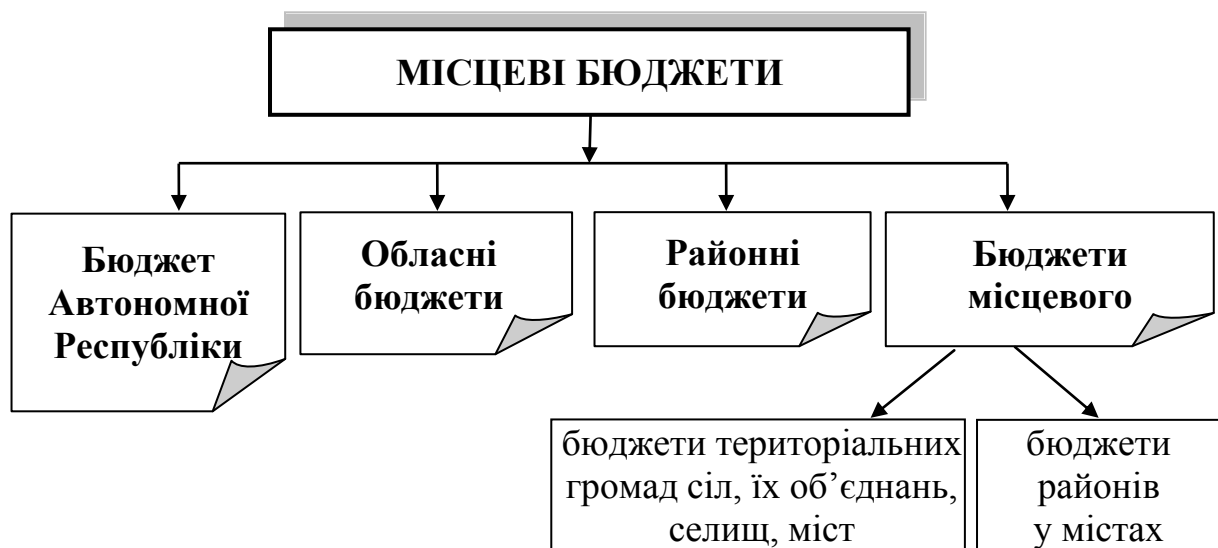 МІСЦЕВІ БЮДЖЕТИ
Бюджет
Автономної
Республіки
Обласні
бюджети
Районні
бюджети
Бюджети
місцевого
бюджети територіальних
громад сіл, їх об’єднань,
селищ, міст
бюджети
районів
у містах